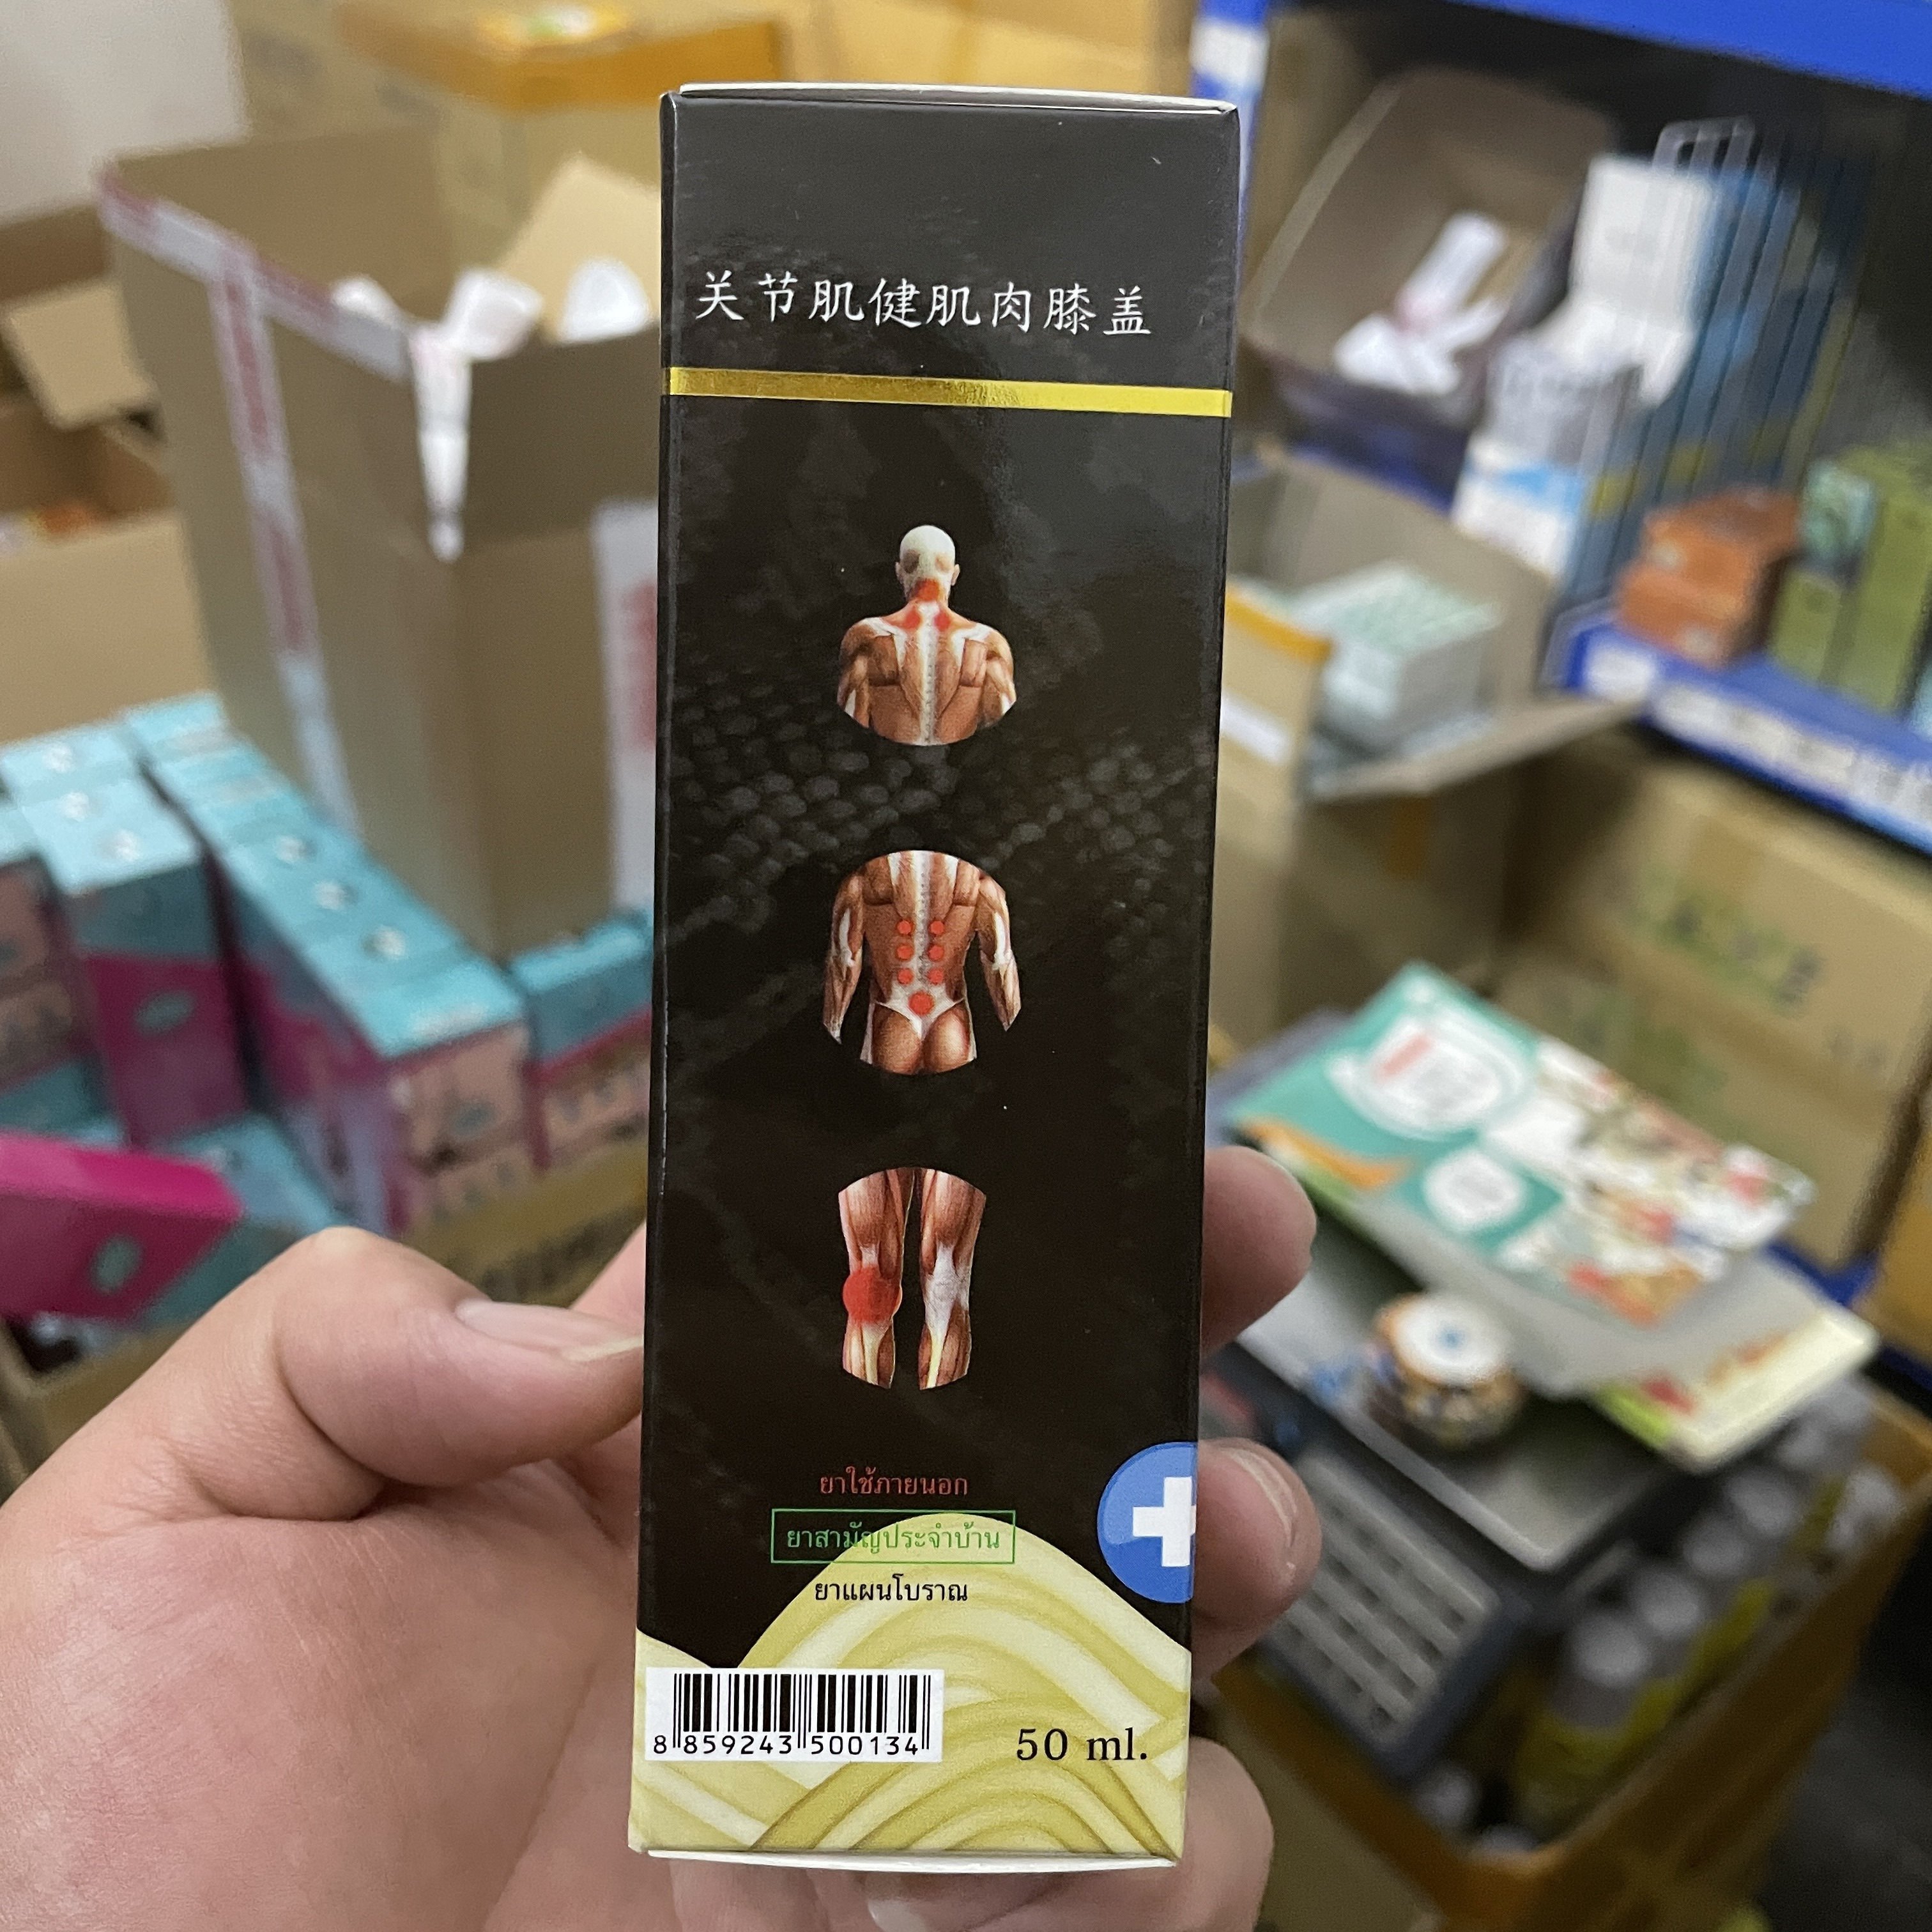 关节肌健肌肉膝盖
ยาใช้ภายนอก
ยาสามัญประจำบ้าน
ยาแผนโบราณ
8 859243 500134
50 ml.